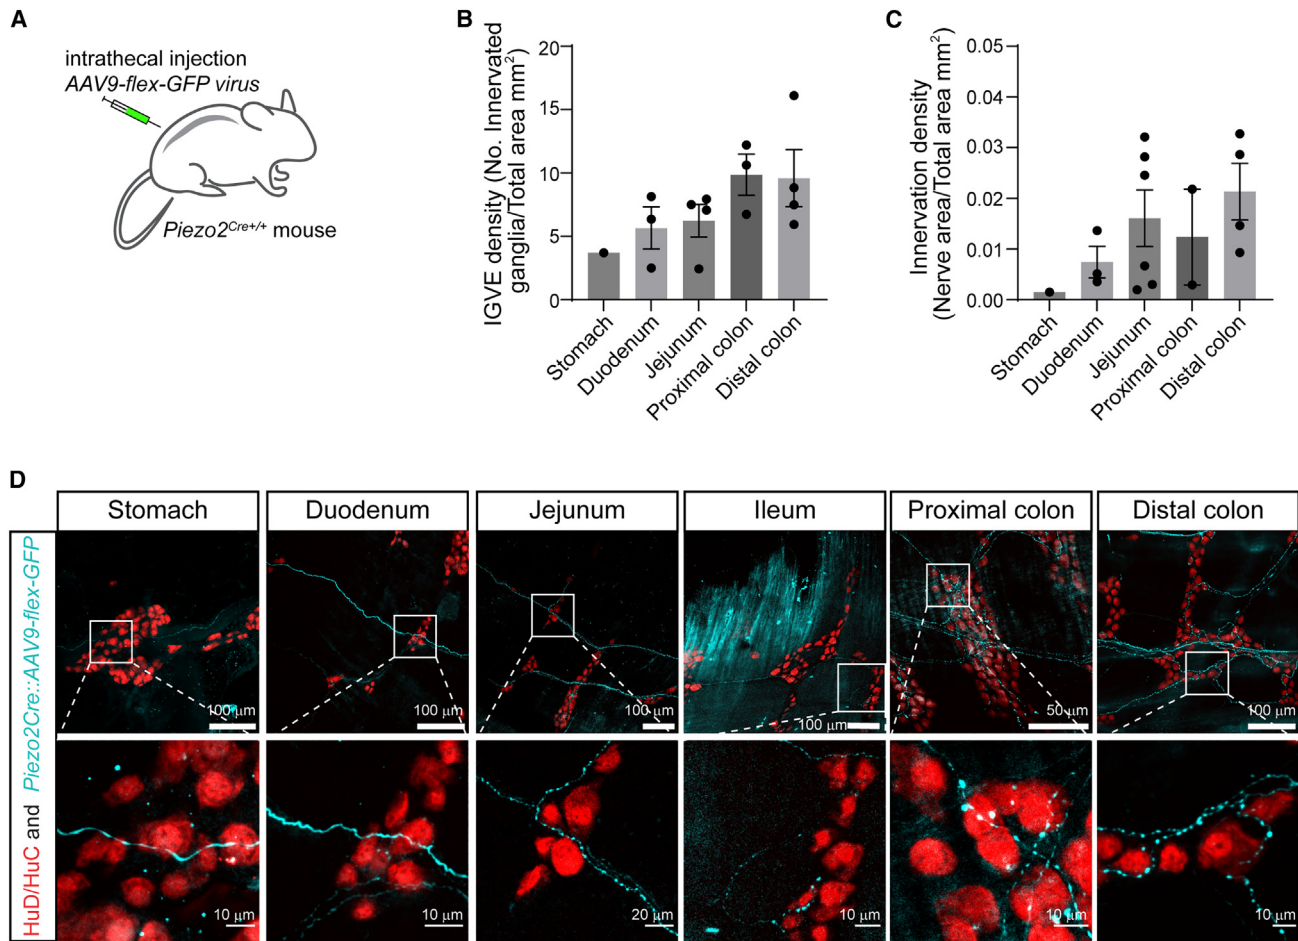 A
intrathecal injection
AAV9-flex-GFP virus
Piezo2Cre+/+ mouse
B
IGVE density (No. Innervated
ganglia/Total area mm2)
20
15
10
5
0
Stomach
Duodenum
Jejunum
Proximal colon
Distal colon
C
Innervation density
(Nerve area/Total area mm2)
0.05
0.04
0.03
0.02
0.01
0.00
Stomach
Duodenum
Jejunum
Proximal colon
Distal colon
D
HuD/HuC and Piezo2Cre::AAV9-flex-GFP
Stomach
Duodenum
Jejunum
Ileum
Proximal colon
Distal colon
100 µm
100 µm
100 µm
100 µm
50 µm
100 µm
10 µm
10 µm
20 µm
10 µm
10 µm
10 µm